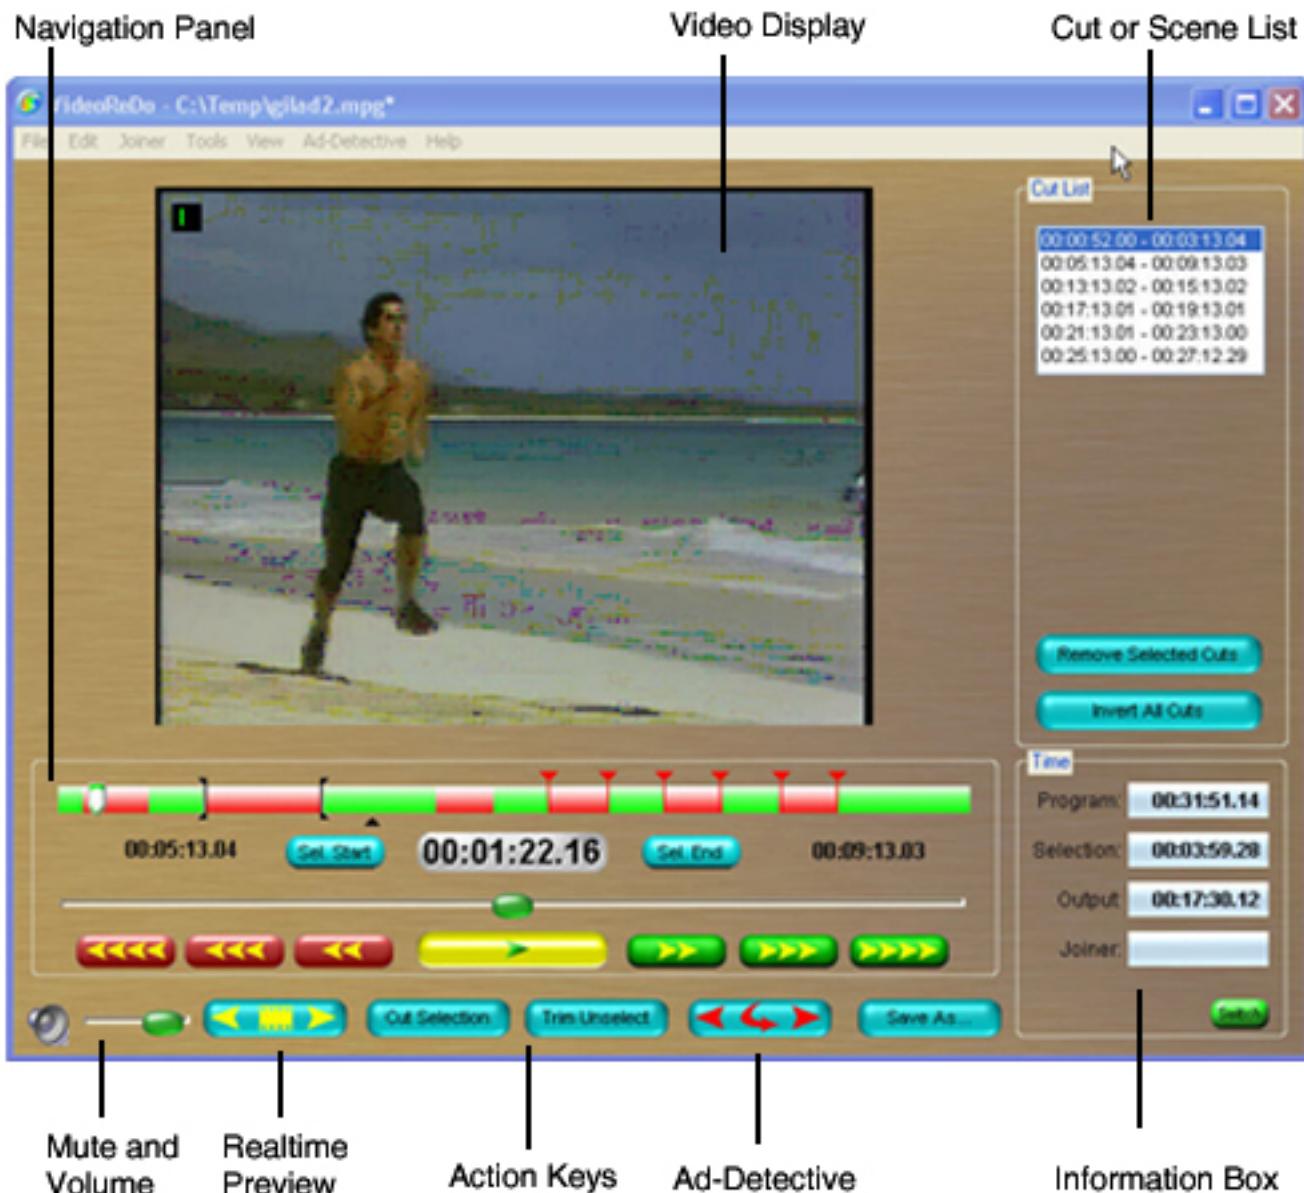 Navigation Panel
Video Display
Cut or Scene List
VideoReDo - C:\Temp\gilad2.mpg*
File Edit Joiner Tools View Ad-Detective Help
Cut List
00:00:52.00 - 00:03:13.04
00:05:13.04 - 00:09:13.03
00:13:13.02 - 00:15:13.02
00:17:13.01 - 00:19:13.01
00:21:13.01 - 00:23:13.00
00:25:13.00 - 00:27:12.29
Remove Selected Cuts
Invert All Cuts
Time
Program: 00:31:51.14
00:05:13.04 Sel. Start 00:01:22.16 Sel. End 00:09:13.03
Selection: 00:03:59.28
Output: 00:17:30.12
Joiner:
Switch
Cut Selection
Trim Unselect
Save As...
Mute and
Volume
Realtime
Preview
Action Keys
Ad-Detective
Information Box